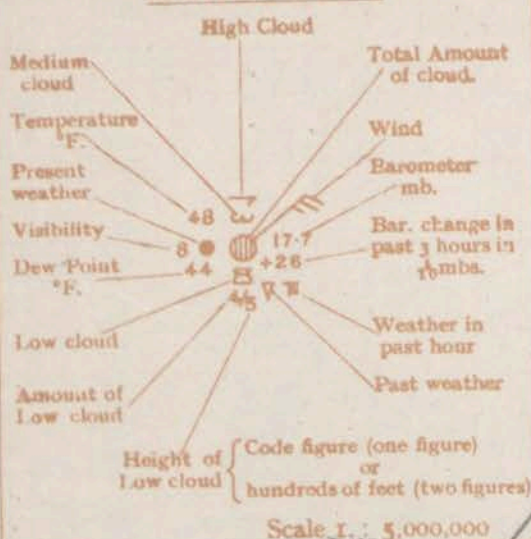 High Cloud
Medium cloud
Total Amount of cloud.
Temperature °F.
Wind
Present weather
Barometer mb.
48
Visibility
8
17·7
Bar. change in past 3 hours in 1/10 mbs.
Dew Point °F.
44
+26
Low cloud
4/5
Weather in past hour
Amount of Low cloud
Past weather
Height of Low cloud
Code figure (one figure)
or
hundreds of feet (two figures)
Scale 1. : 5,000,000